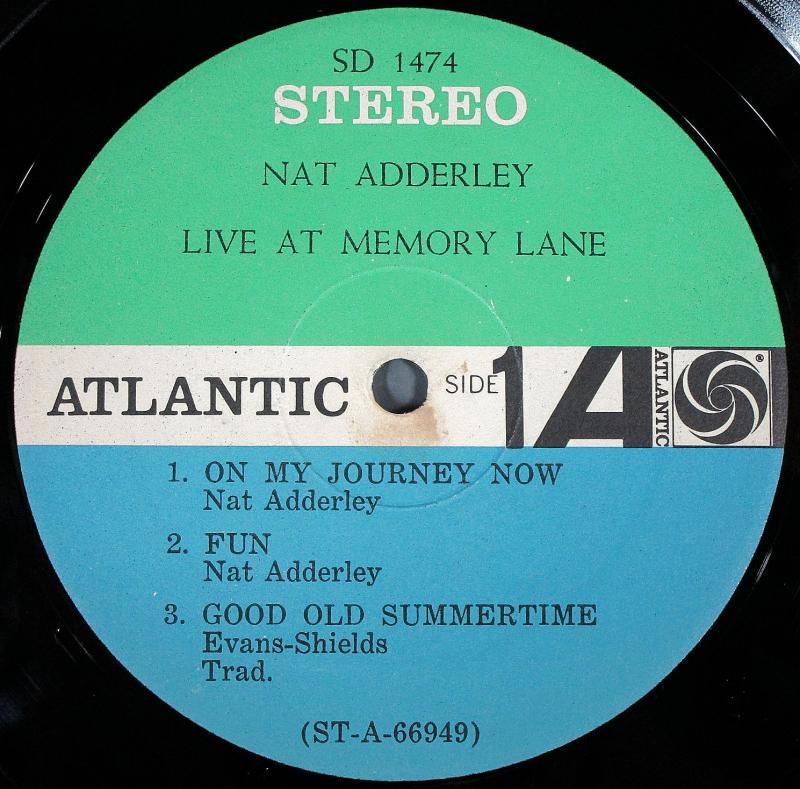 SD 1474
STEREO
NAT ADDERLEY
LIVE AT MEMORY LANE
ATLANTIC
SIDE 1
A
ATLANTIC
®
1. ON MY JOURNEY NOW
Nat Adderley
2. FUN
Nat Adderley
3. GOOD OLD SUMMERTIME
Evans-Shields
Trad.
(ST-A-66949)